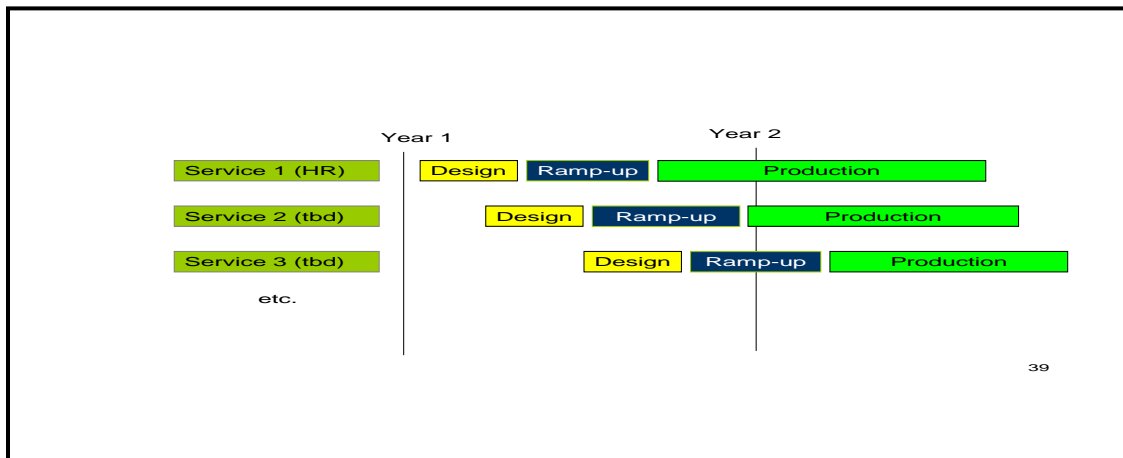 Year 1 Year 2
Service 1 (HR) Design Ramp-up Production
Service 2 (tbd) Design Ramp-up Production
Service 3 (tbd) Design Ramp-up Production
etc.
39